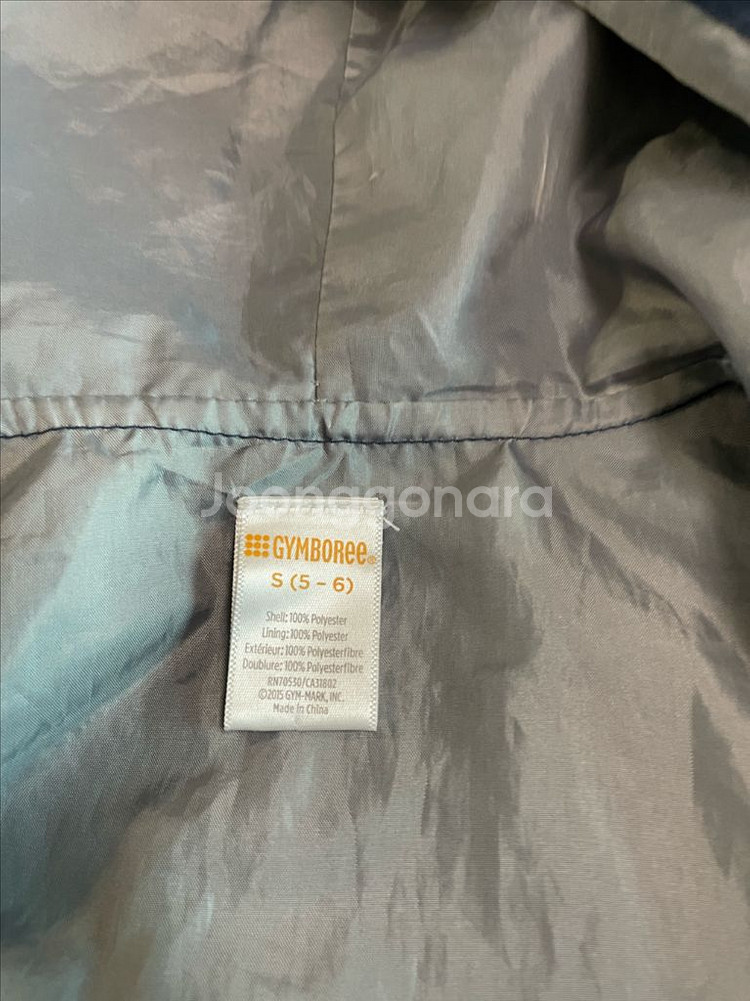 Joonggonara
GYMBOREE®
S (5 – 6)
Shell: 100% Polyester
Lining: 100% Polyester
Extérieur: 100% Polyesterfibre
Doublure: 100% Polyesterfibre
RN70530/CA31802
©2015 GYM-MARK, INC.
Made in China